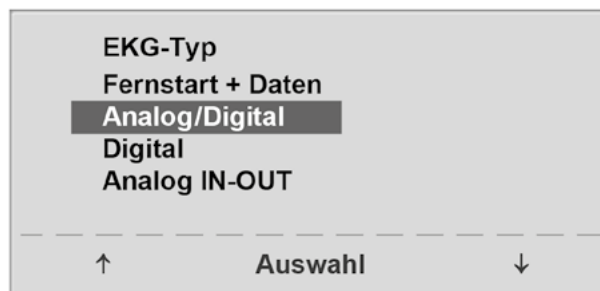 EKG-Typ
Fernstart + Daten
Analog/Digital
Digital
Analog IN-OUT
↑ Auswahl ↓